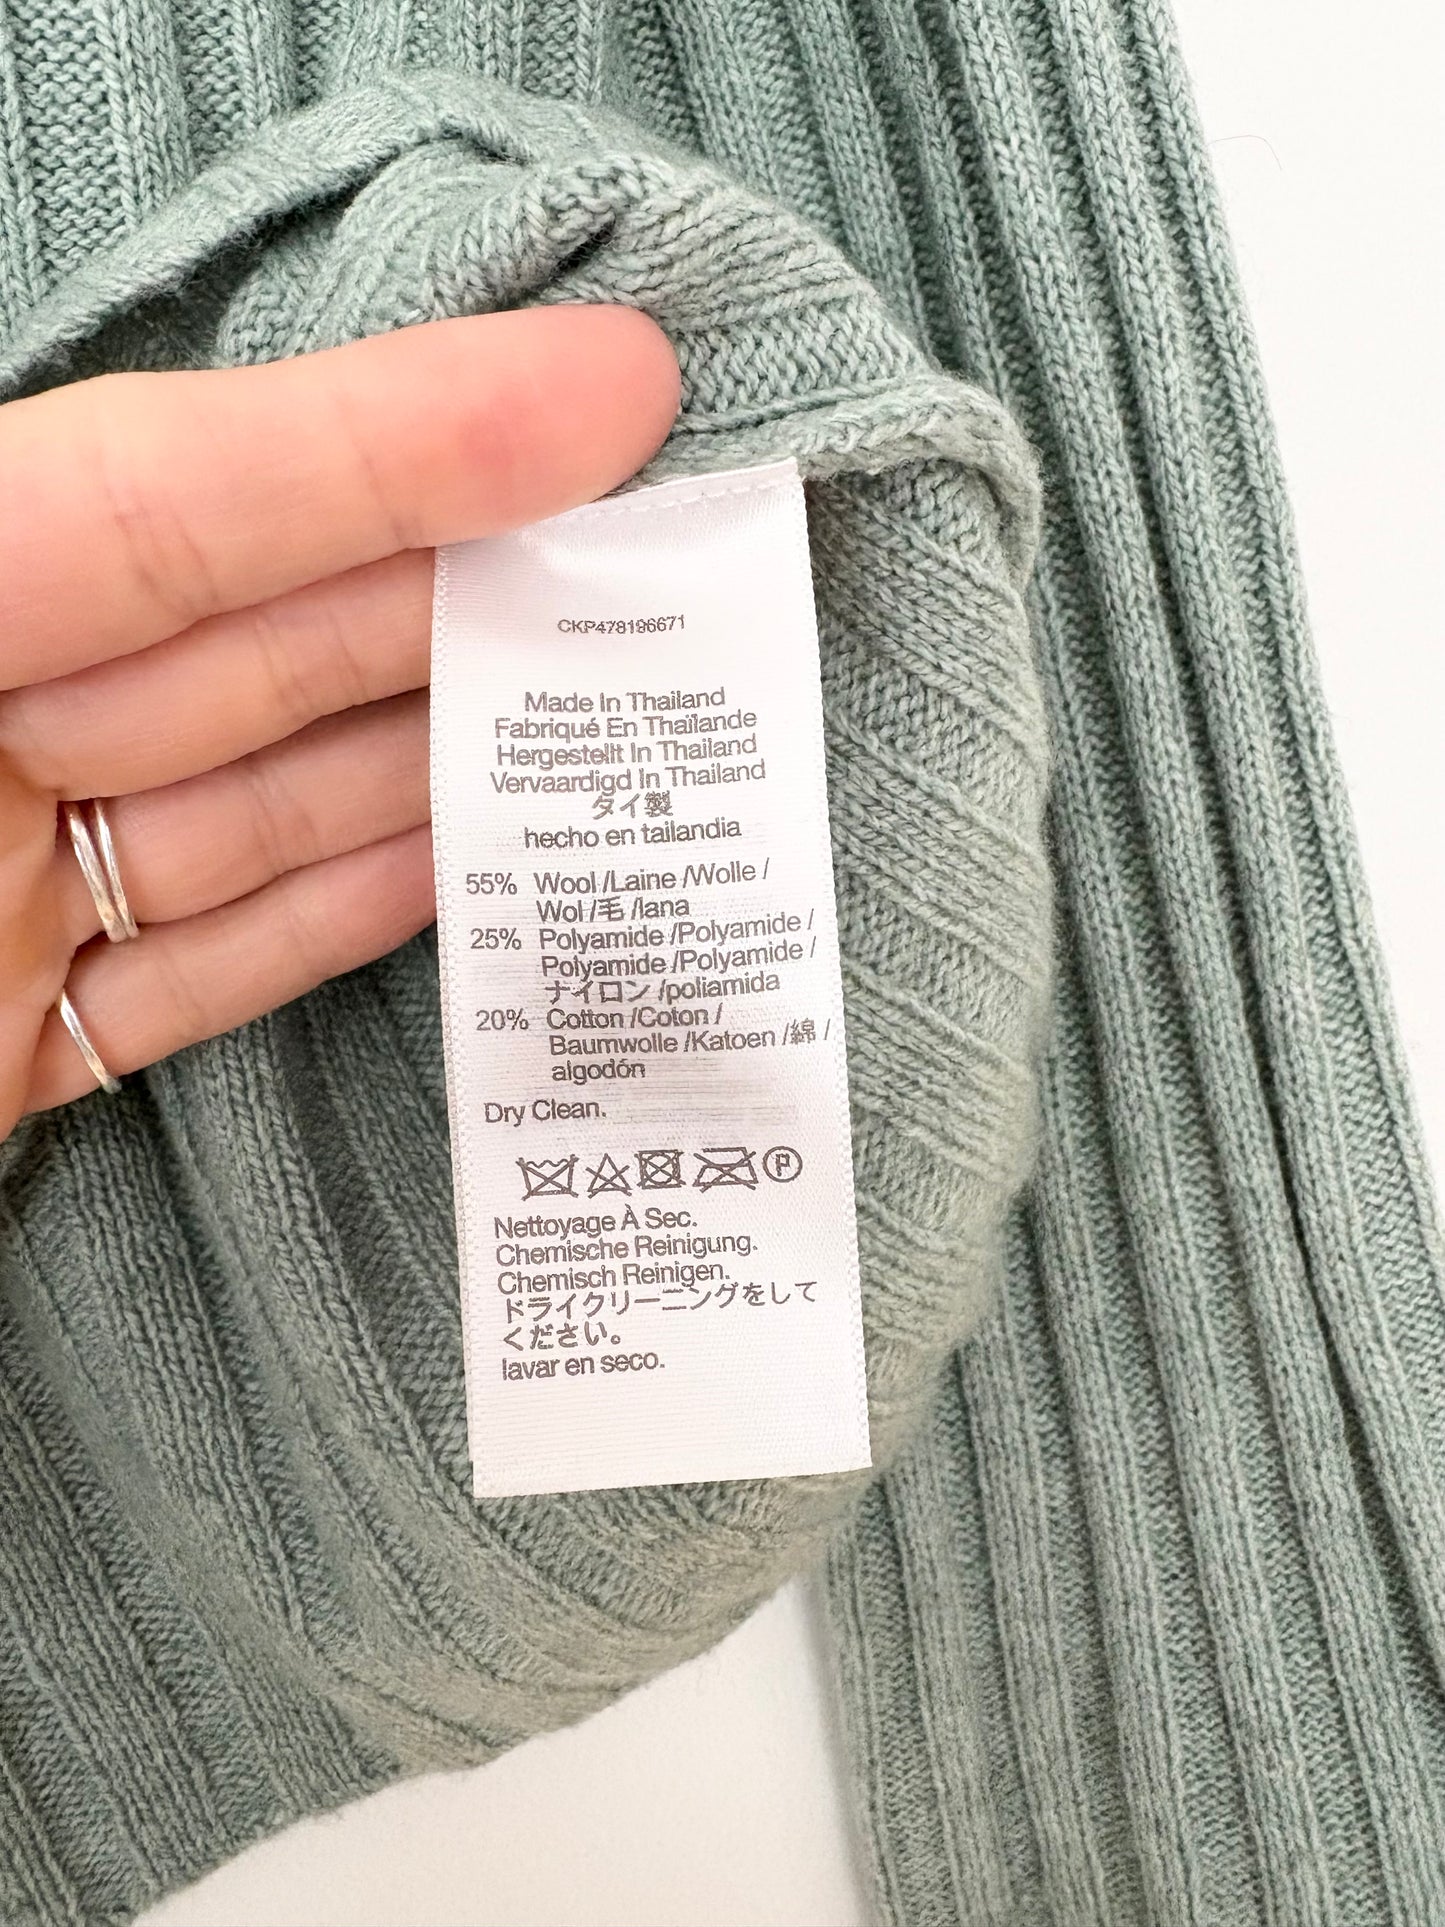 CKP478196671
Made In Thailand
Fabriqué En Thaïlande
Hergestellt In Thailand
Vervaardigd In Thailand
タイ製
hecho en tailandia
55% Wool /Laine /Wolle /
Wol /毛 /lana
25% Polyamide /Polyamide /
Polyamide /Polyamide /
ナイロン /poliamida
20% Cotton /Coton /
Baumwolle /Katoen /綿 /
algodón
Dry Clean.
P
Nettoyage À Sec.
Chemische Reinigung.
Chemisch Reinigen.
ドライクリーニングをして
ください。
lavar en seco.